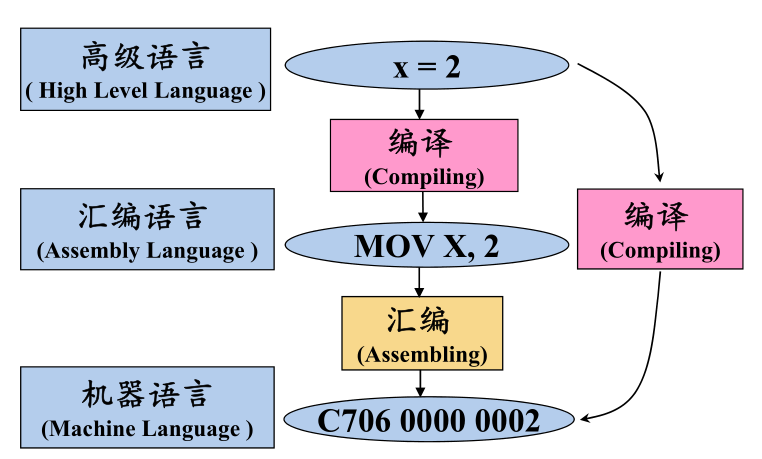 高级语言
( High Level Language )
x = 2
编译
(Compiling)
汇编语言
(Assembly Language )
MOV X, 2
编译
(Compiling)
汇编
(Assembling)
机器语言
(Machine Language )
C706 0000 0002